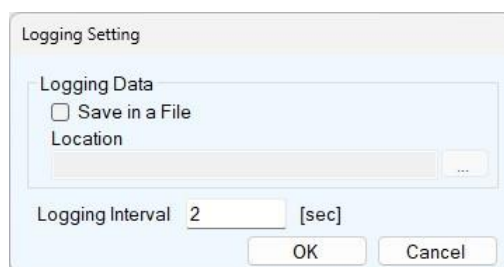 Logging Setting
Logging Data
Save in a File
Location
...
Logging Interval 2 [sec]
OK Cancel